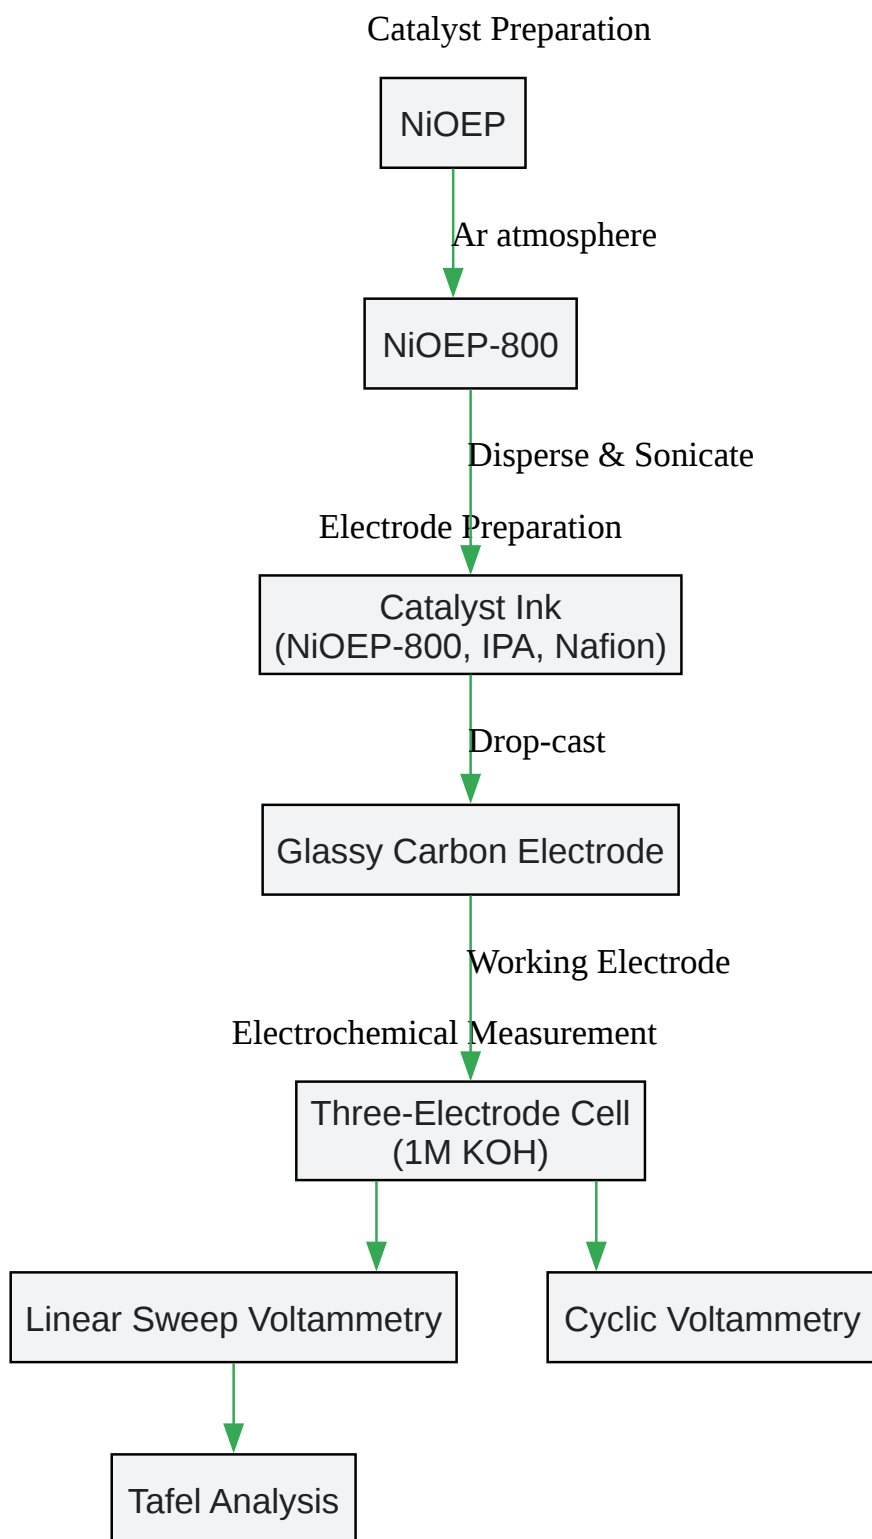 Catalyst Preparation
NiOEP
Ar atmosphere
NiOEP-800
Disperse & Sonicate
Electrode Preparation
Catalyst Ink
(NiOEP-800, IPA, Nafion)
Drop-cast
Glassy Carbon Electrode
Working Electrode
Electrochemical Measurement
Three-Electrode Cell
(1M KOH)
Linear Sweep Voltammetry
Cyclic Voltammetry
Tafel Analysis